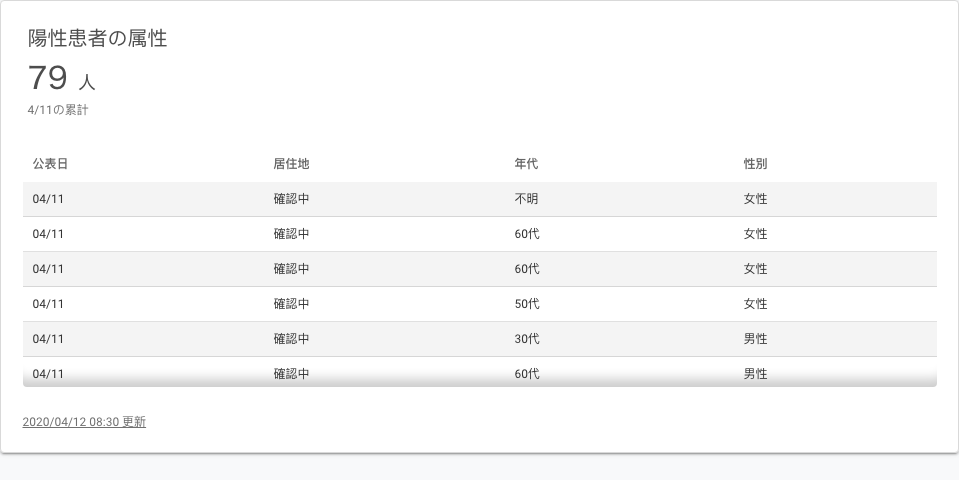 陽性患者の属性
79 人
4/11の累計
公表日 居住地 年代 性別
04/11 確認中 不明 女性
04/11 確認中 60代 女性
04/11 確認中 60代 女性
04/11 確認中 50代 女性
04/11 確認中 30代 男性
04/11 確認中 60代 男性
2020/04/12 08:30 更新